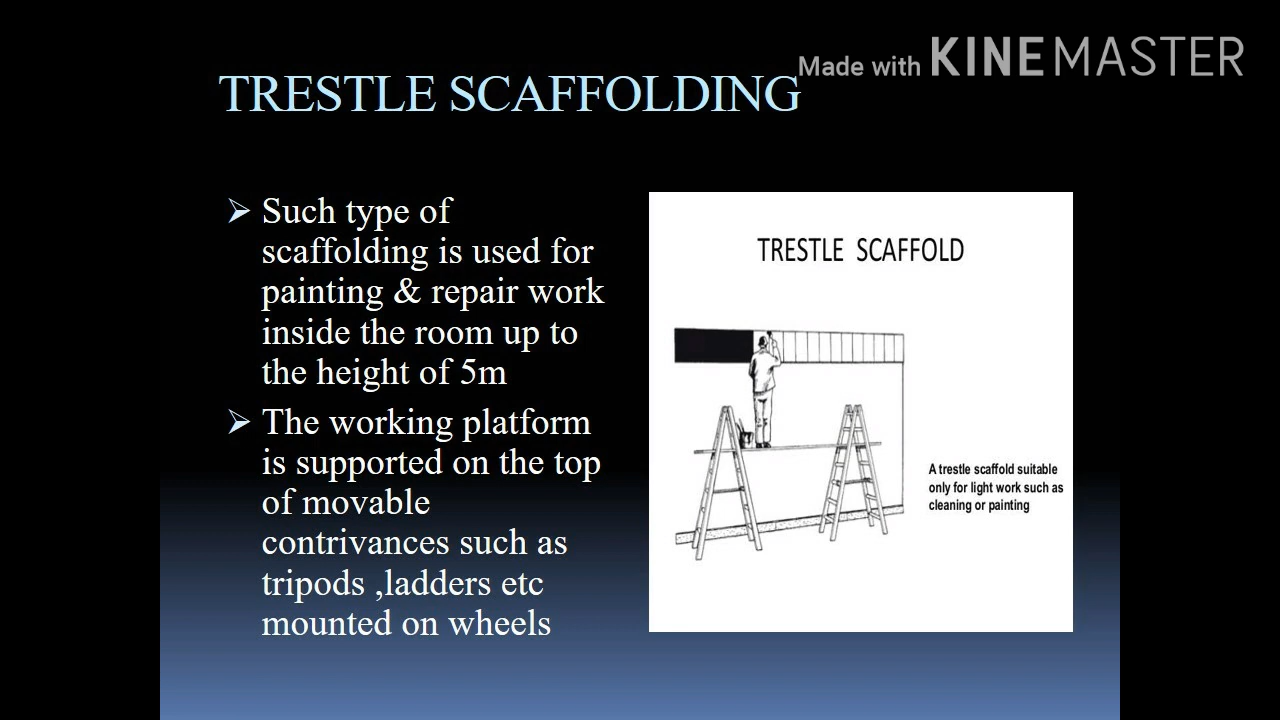 Made with KINEMASTER
TRESTLE SCAFFOLDING
Such type of
scaffolding is used for
painting & repair work
inside the room up to
the height of 5m
The working platform
is supported on the top
of movable
contrivances such as
tripods ,ladders etc
mounted on wheels
TRESTLE SCAFFOLD
A trestle scaffold suitable
only for light work such as
cleaning or painting